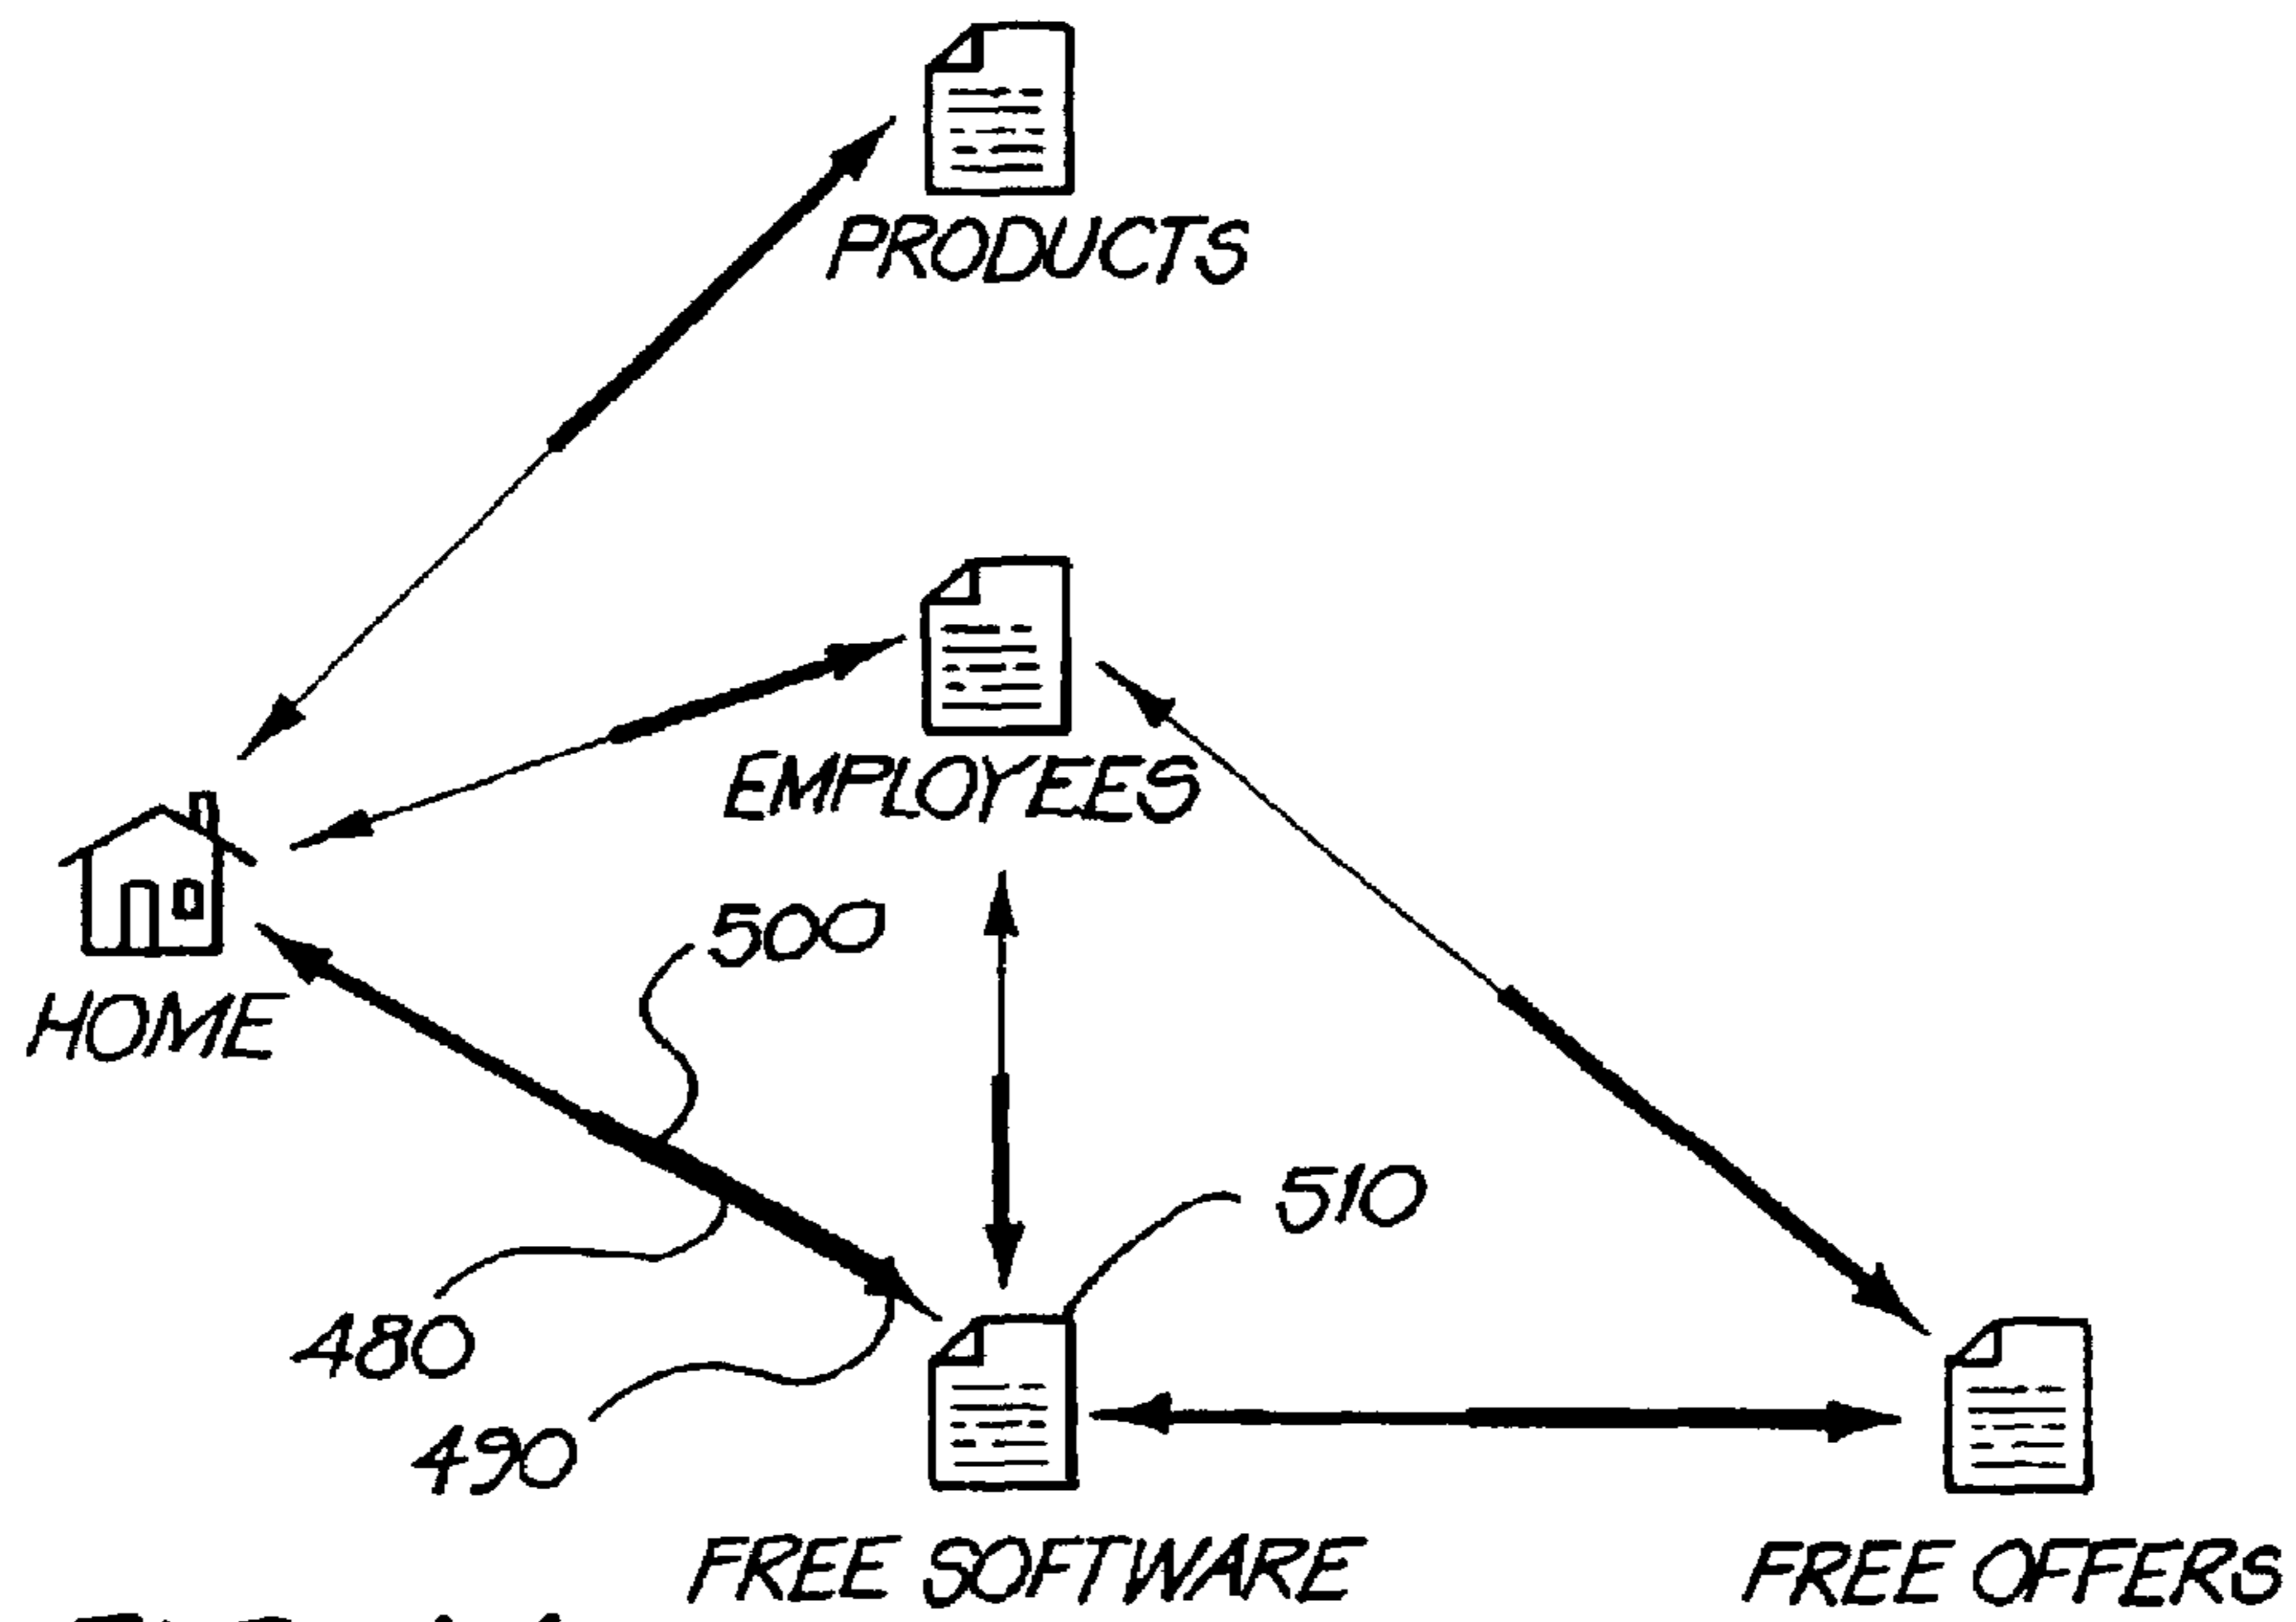 PRODUCTS
EMPLOYEES
500
HOME
510
480
490
FREE SOFTWARE
FREE OFFERS